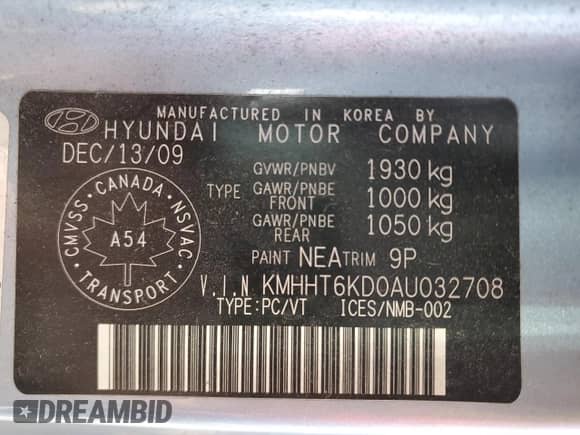 MANUFACTURED IN KOREA BY
HYUNDAI MOTOR COMPANY
DEC/13/09
GVWR/PNBV 1930 kg
TYPE GAWR/PNBE FRONT 1000 kg
GAWR/PNBE REAR 1050 kg
CMVSS · CANADA · NSVAC
TRANSPORT
A54
PAINT NEA TRIM 9P
V.I.N KMHHT6KD0AU032708
TYPE:PC/VT ICES/NMB-002
DREAMBID